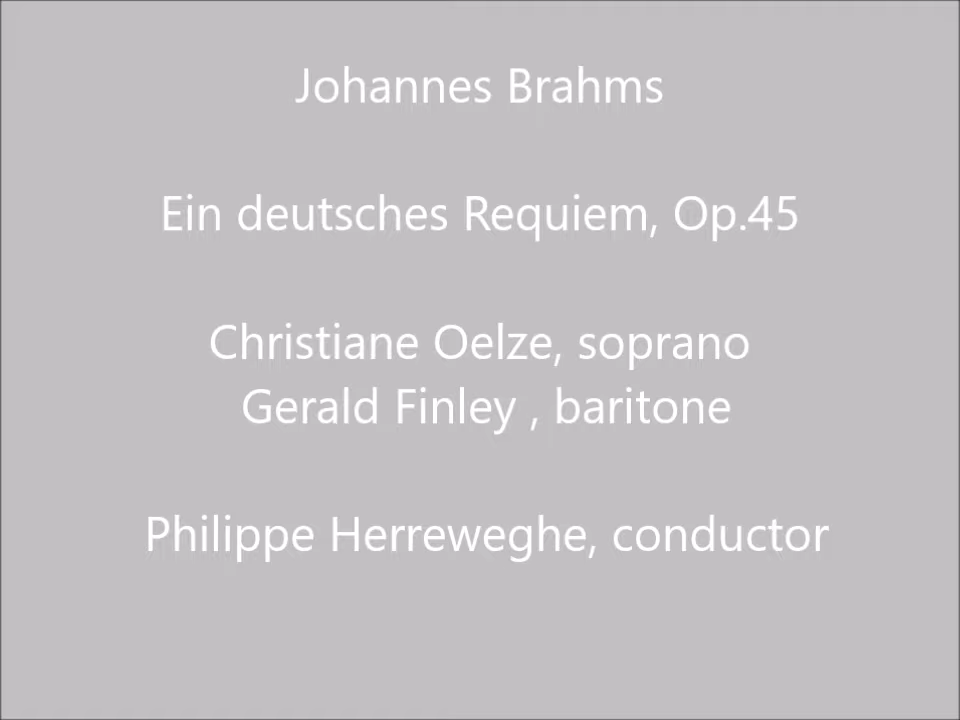 Johannes Brahms
Ein deutsches Requiem, Op.45
Christiane Oelze, soprano
Gerald Finley , baritone
Philippe Herreweghe, conductor